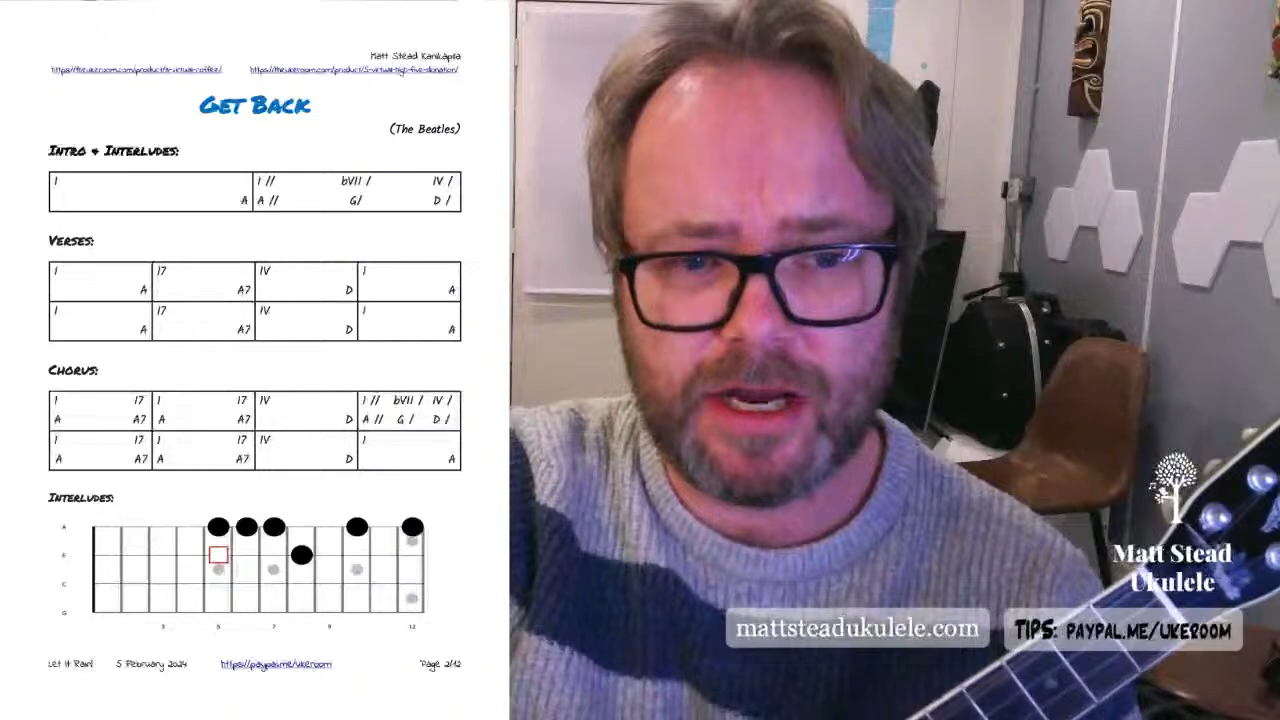 Matt Stead Kanikapila
https://theukeroom.com/product/a-virtual-coffee/ https://theukeroom.com/product/5-virtual-high-five-donation/
GET BACK
(The Beatles)
INTRO & INTERLUDES:
I I // bVII / IV /
A A // G/ D /
VERSES:
I I7 IV I
A A7 D A
I I7 IV I
A A7 D A
CHORUS:
I I7 I I7 IV I // bVII / IV /
A A7 A A7 D A // G / D /
I I7 I I7 IV I
A A7 A A7 D A
INTERLUDES:
A
E
C
G
3 5 7 9 12
Let It Rain! 5 February 2024 https://paypal.me/ukeroom Page 2/12
Matt Stead
Ukulele
mattsteadukulele.com
TIPS: PAYPAL.ME/UKEROOM